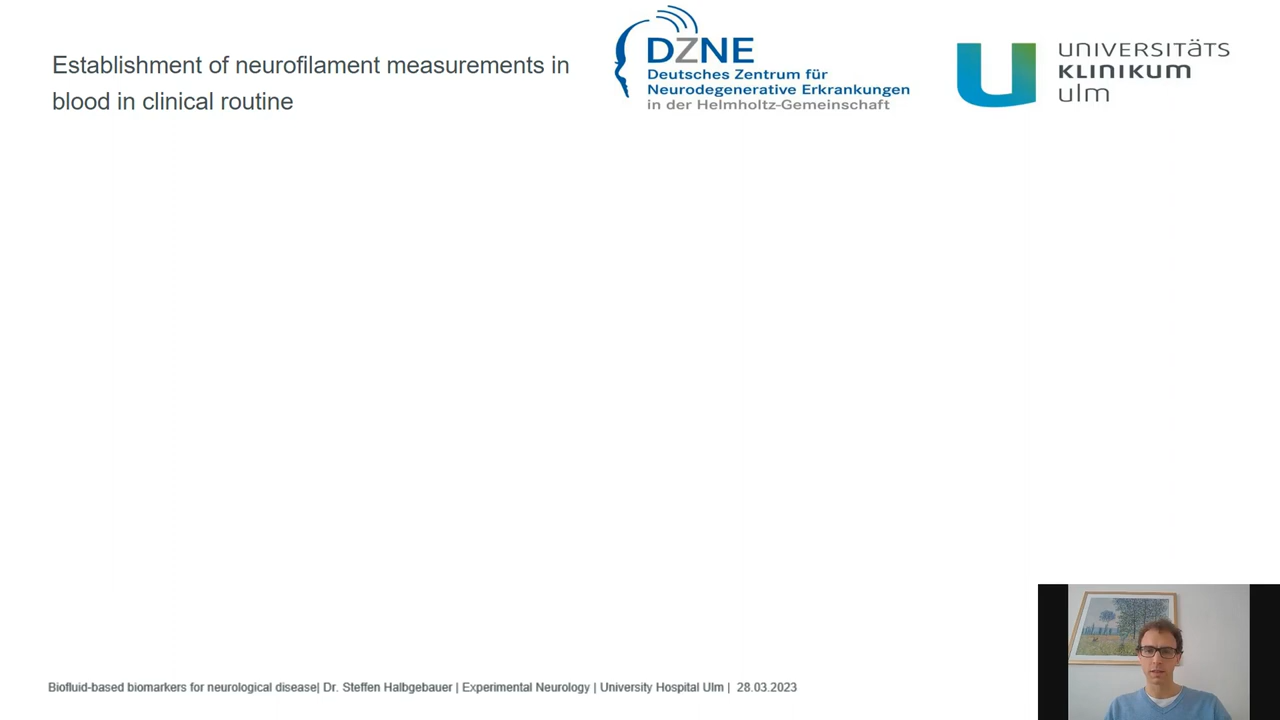 Establishment of neurofilament measurements in
blood in clinical routine
DZNE
Deutsches Zentrum für
Neurodegenerative Erkrankungen
in der Helmholtz-Gemeinschaft
UNIVERSITÄTS
KLINIKUM
ulm
Biofluid-based biomarkers for neurological disease| Dr. Steffen Halbgebauer | Experimental Neurology | University Hospital Ulm | 28.03.2023